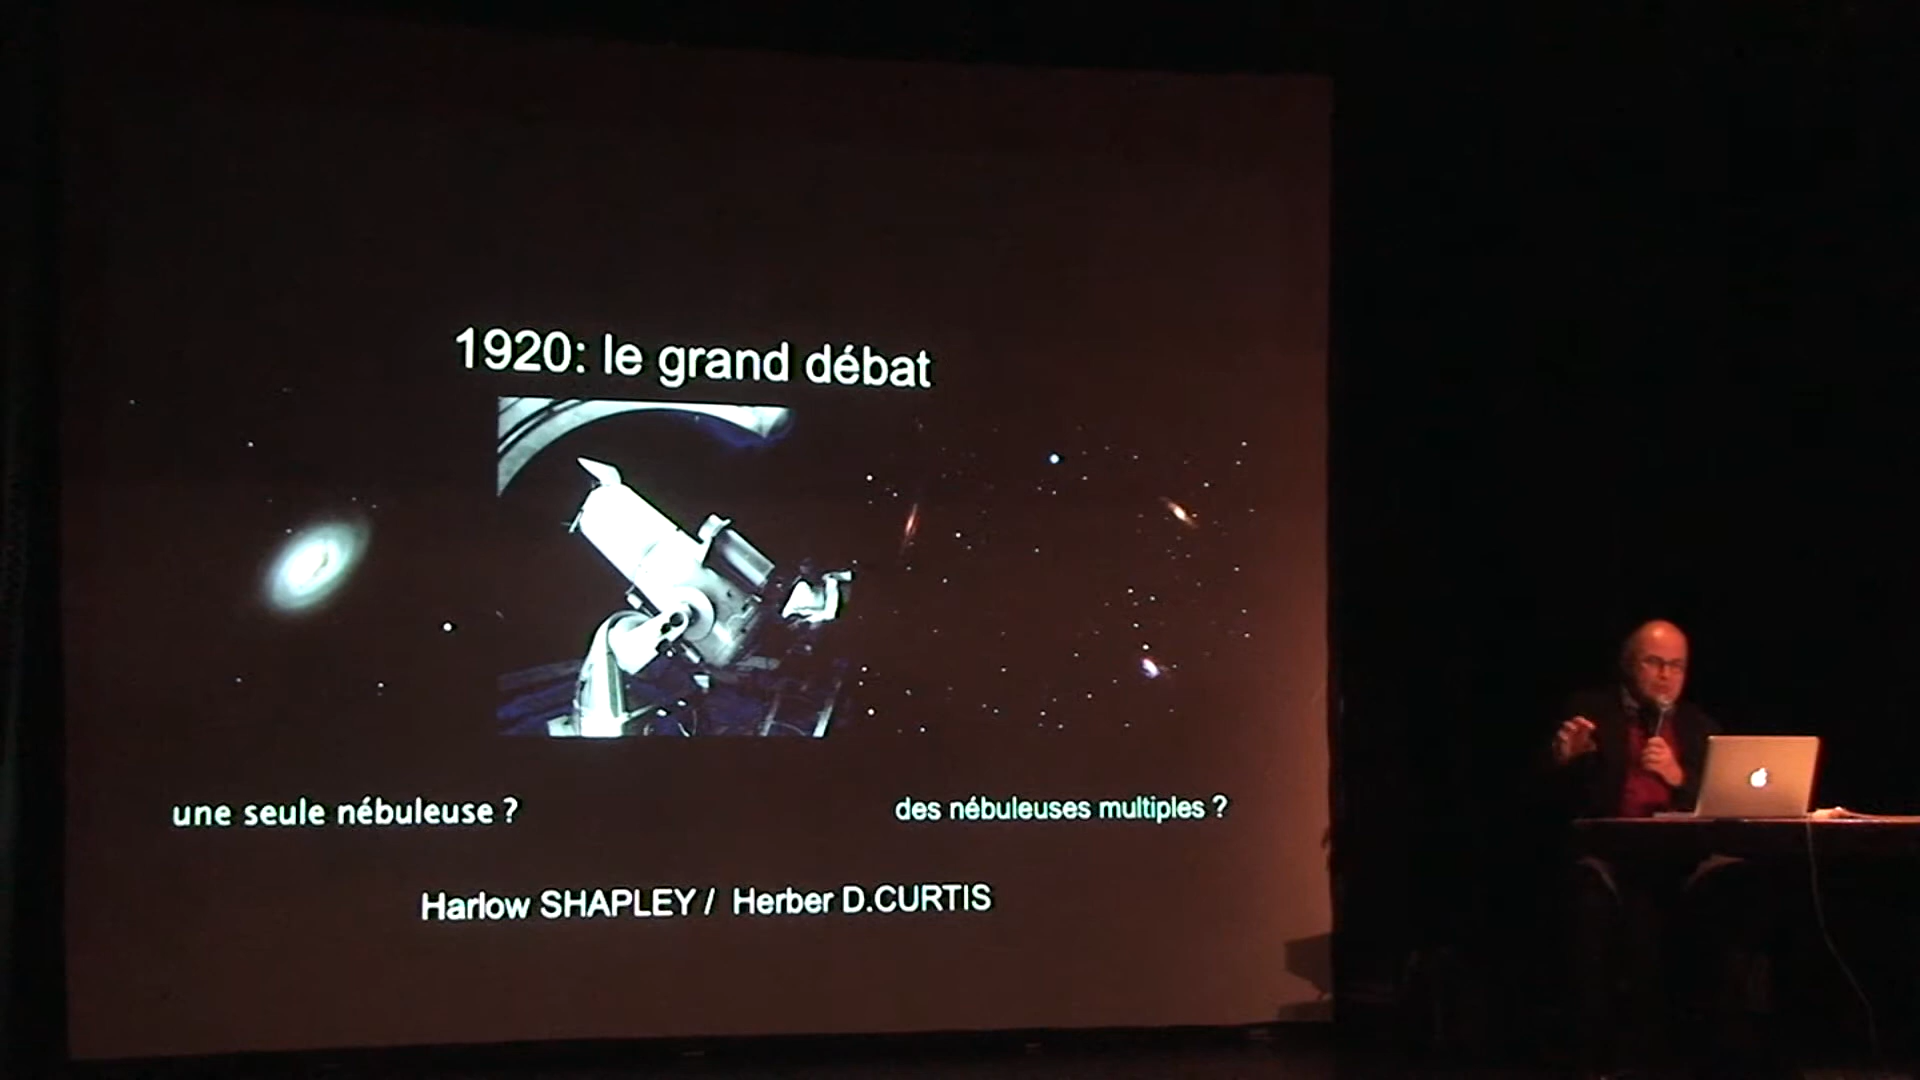 1920: le grand débat
une seule nébuleuse ?
des nébuleuses multiples ?
Harlow SHAPLEY / Herber D.CURTIS